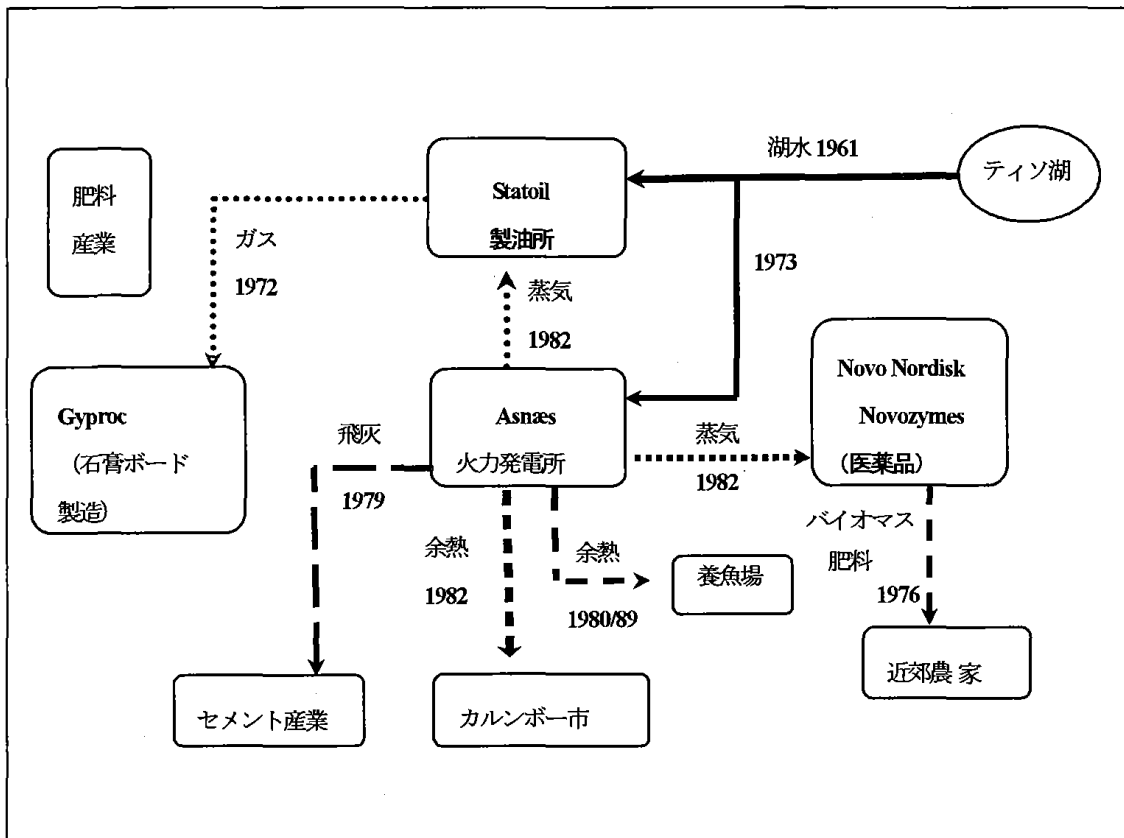 湖水 1961
ティソ湖
肥料
産業
Statoil
製油所
ガス
1972
1973
蒸気
1982
Gyproc
（石膏ボード
製造）
Asnæs
火力発電所
Novo Nordisk
Novozymes
（医薬品）
飛灰
1979
蒸気
1982
余熱
1982
余熱
1980/89
養魚場
バイオマス
肥料
1976
セメント産業
カルンボー市
近郊農 家